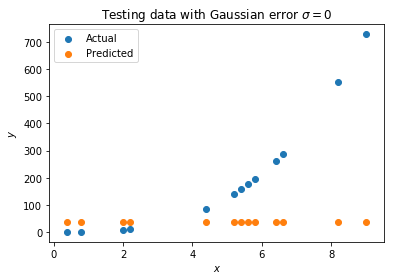 Testing data with Gaussian error σ = 0
Actual
Predicted
y
700
600
500
400
300
200
100
0
0
2
4
6
8
x